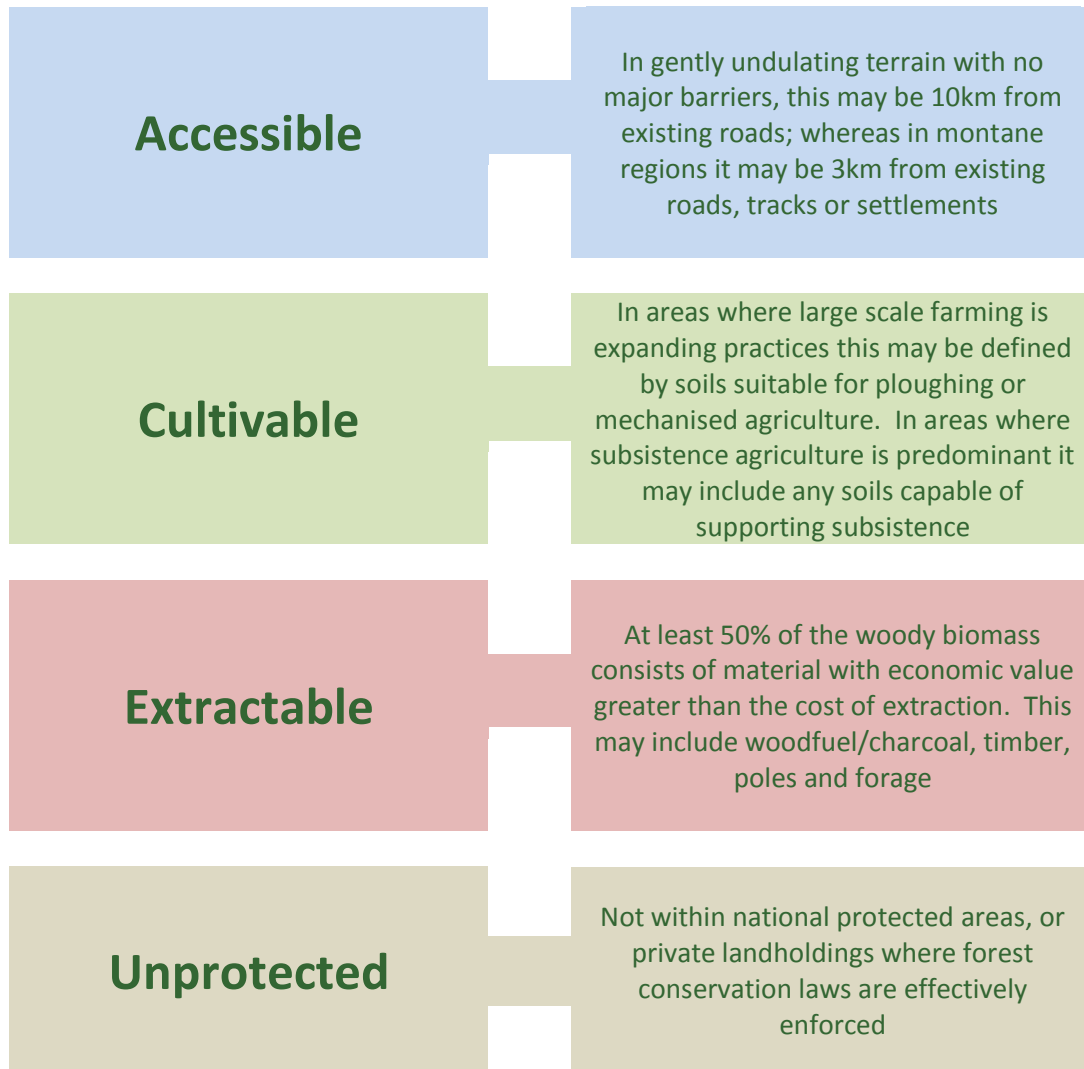 Accessible
In gently undulating terrain with no
major barriers, this may be 10km from
existing roads; whereas in montane
regions it may be 3km from existing
roads, tracks or settlements
Cultivable
In areas where large scale farming is
expanding practices this may be defined
by soils suitable for ploughing or
mechanised agriculture.  In areas where
subsistence agriculture is predominant it
may include any soils capable of
supporting subsistence
Extractable
At least 50% of the woody biomass
consists of material with economic value
greater than the cost of extraction.  This
may include woodfuel/charcoal, timber,
poles and forage
Unprotected
Not within national protected areas, or
private landholdings where forest
conservation laws are effectively
enforced